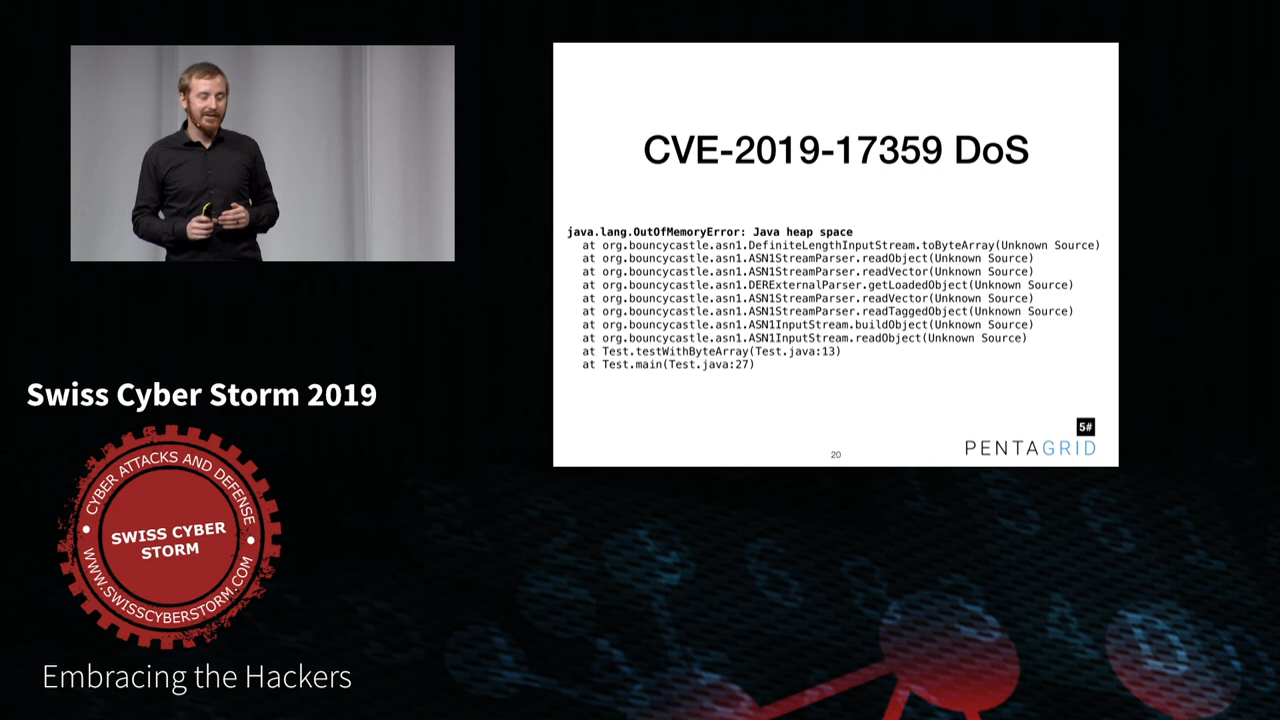 CVE-2019-17359 DoS
java.lang.OutOfMemoryError: Java heap space
at org.bouncycastle.asn1.DefiniteLengthInputStream.toByteArray(Unknown Source)
at org.bouncycastle.asn1.ASN1StreamParser.readObject(Unknown Source)
at org.bouncycastle.asn1.ASN1StreamParser.readVector(Unknown Source)
at org.bouncycastle.asn1.DERExternalParser.getLoadedObject(Unknown Source)
at org.bouncycastle.asn1.ASN1StreamParser.readVector(Unknown Source)
at org.bouncycastle.asn1.ASN1StreamParser.readTaggedObject(Unknown Source)
at org.bouncycastle.asn1.ASN1InputStream.buildObject(Unknown Source)
at org.bouncycastle.asn1.ASN1InputStream.readObject(Unknown Source)
at Test.testWithByteArray(Test.java:13)
at Test.main(Test.java:27)
5#
PENTAGRID
20
Swiss Cyber Storm 2019
CYBER ATTACKS AND DEFENSE
SWISS CYBER
STORM
WWW.SWISSCYBERSTORM.COM
Embracing the Hackers